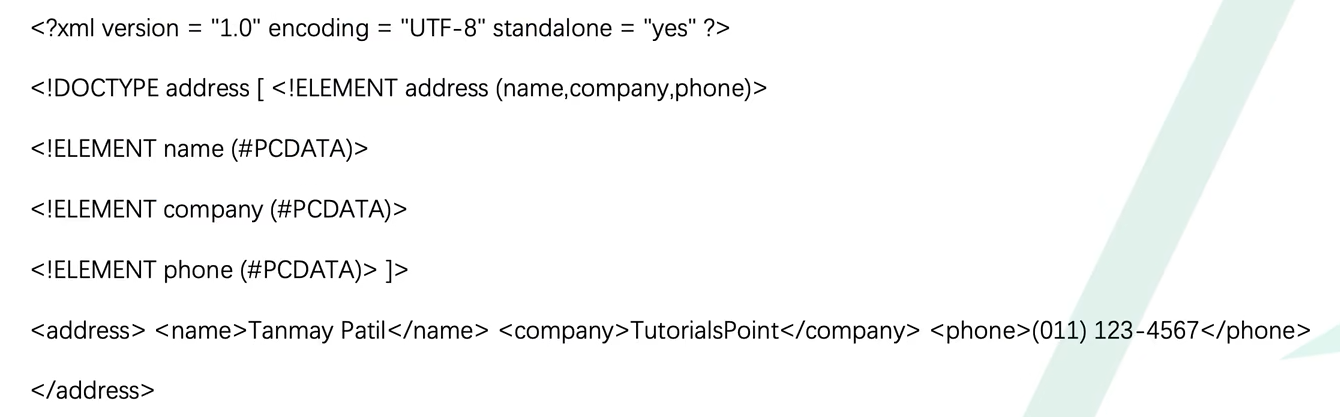 <?xml version = "1.0" encoding = "UTF-8" standalone = "yes" ?>
<!DOCTYPE address [ <!ELEMENT address (name,company,phone)>
<!ELEMENT name (#PCDATA)>
<!ELEMENT company (#PCDATA)>
<!ELEMENT phone (#PCDATA)> ]>
<address> <name>Tanmay Patil</name> <company>TutorialsPoint</company> <phone>(011) 123-4567</phone>
</address>